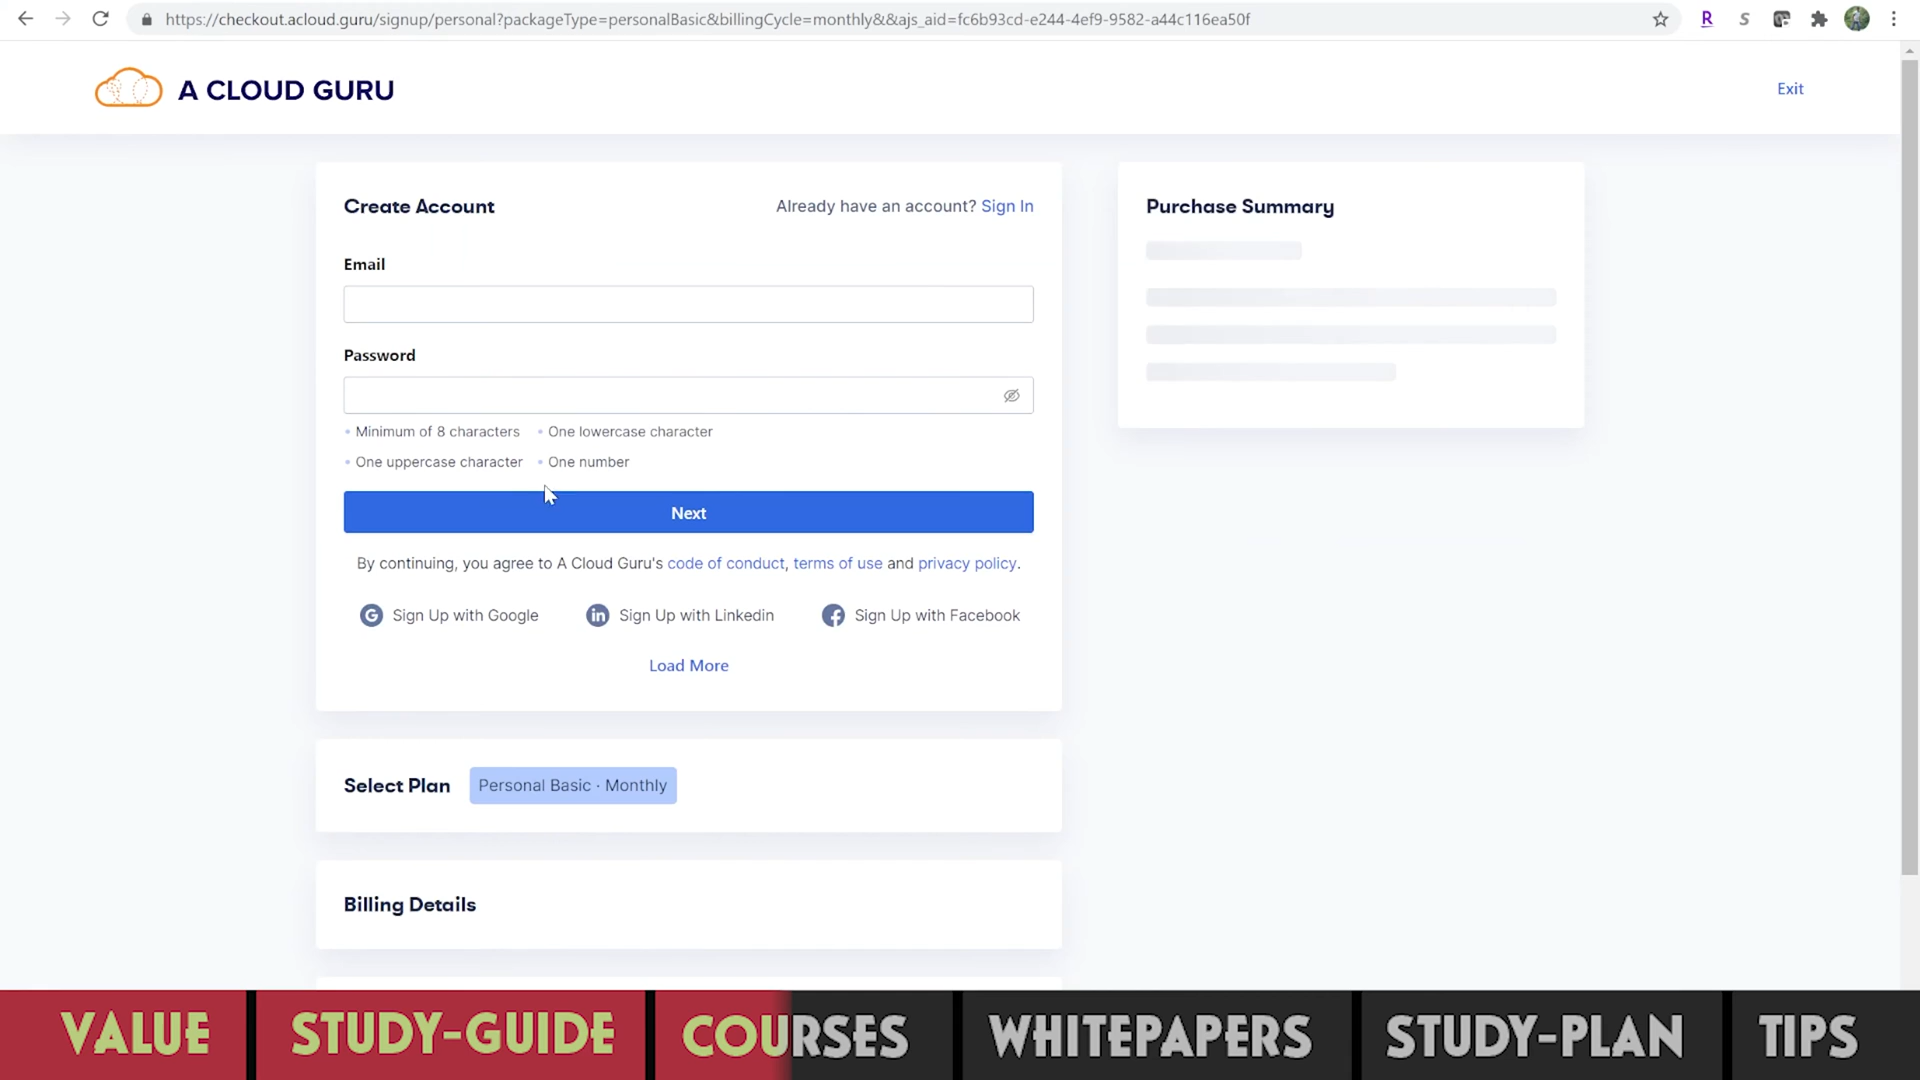 https://checkout.acloud.guru/signup/personal?packageType=personalBasic&billingCycle=monthly&&ajs_aid=fc6b93cd-e244-4ef9-9582-a44c116ea50f
R S
A CLOUD GURU
Exit
Create Account
Already have an account? Sign In
Email
Password
• Minimum of 8 characters • One lowercase character
• One uppercase character • One number
Next
By continuing, you agree to A Cloud Guru's code of conduct, terms of use and privacy policy.
G Sign Up with Google in Sign Up with Linkedin f Sign Up with Facebook
Load More
Select Plan Personal Basic · Monthly
Billing Details
Purchase Summary
VALUE STUDY-GUIDE COURSES WHITEPAPERS STUDY-PLAN TIPS